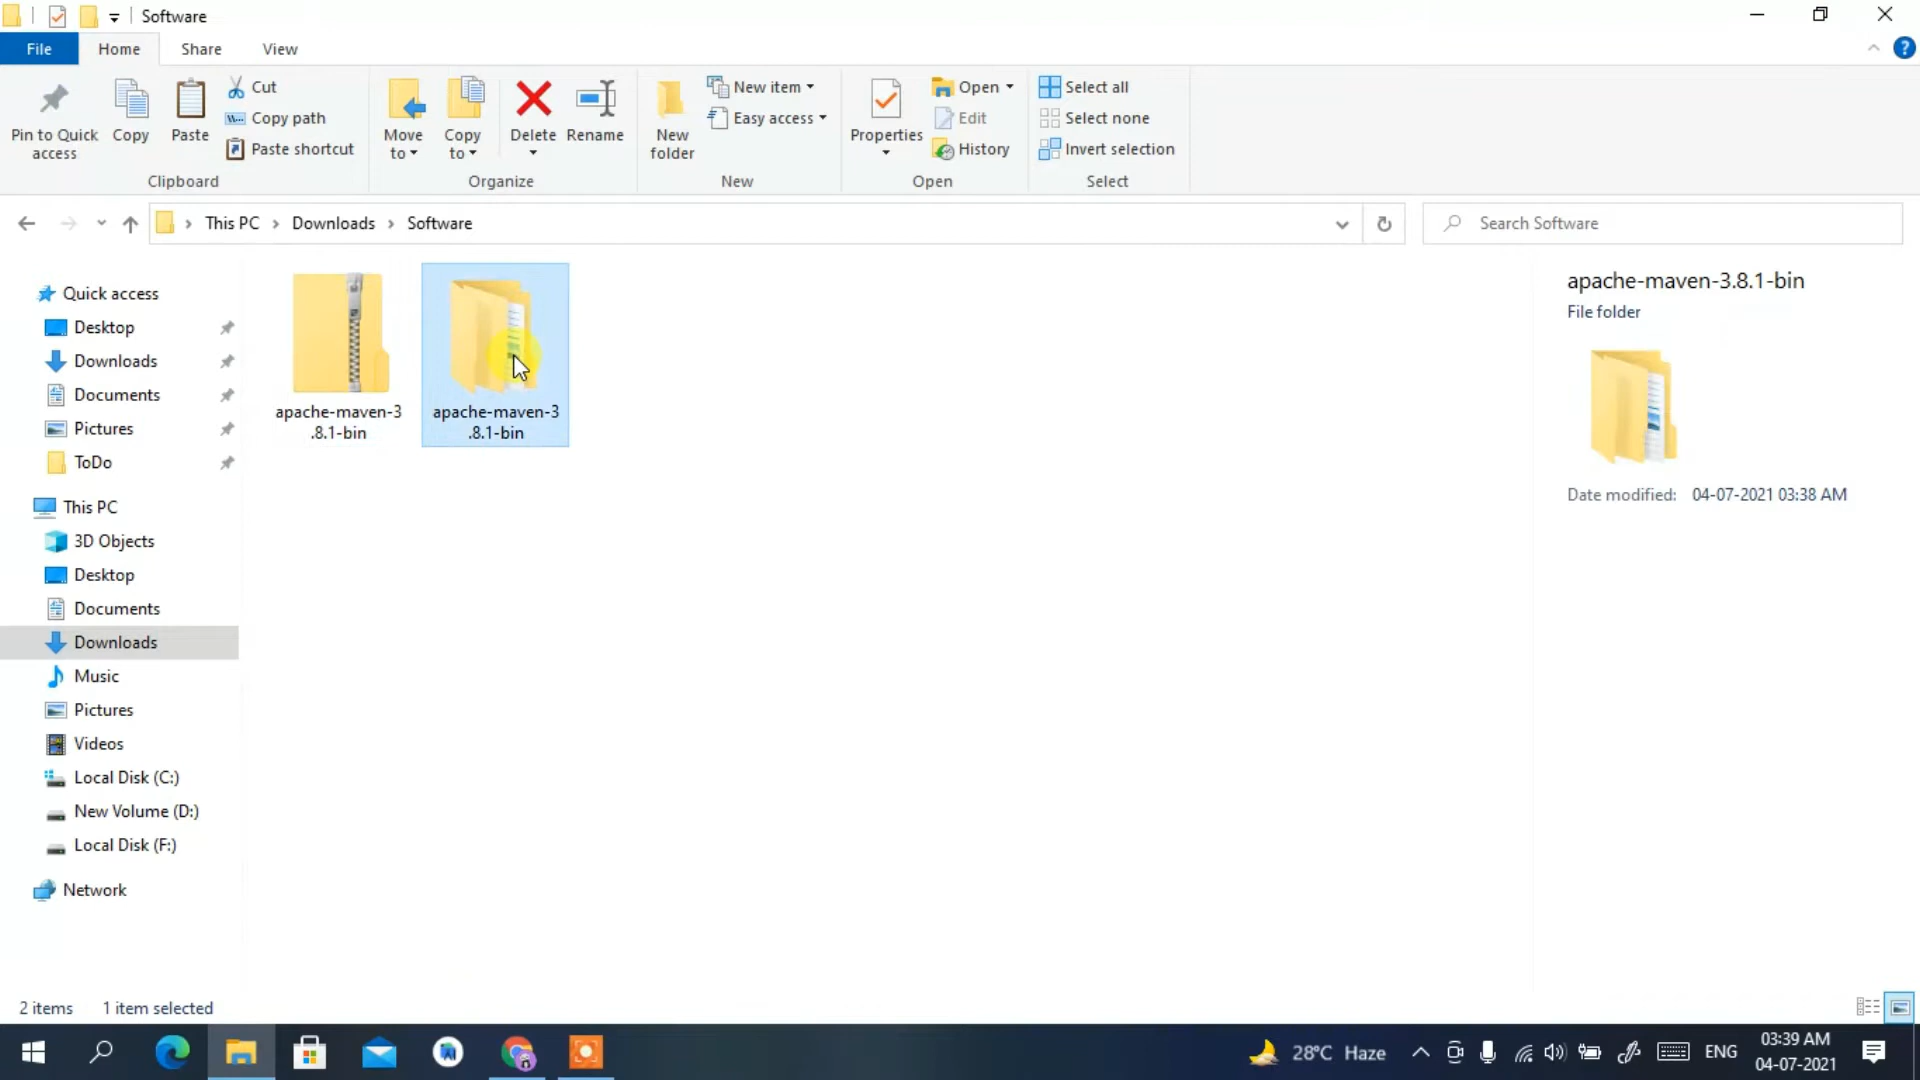 Software
File
Home
Share
View
Pin to Quick
access
Copy
Paste
Cut
Copy path
Paste shortcut
Clipboard
Move
to
Copy
to
Delete
Rename
Organize
New
folder
New item
Easy access
New
Properties
Open
Edit
History
Open
Select all
Select none
Invert selection
Select
This PC > Downloads > Software
Search Software
Quick access
Desktop
Downloads
Documents
Pictures
ToDo
This PC
3D Objects
Desktop
Documents
Downloads
Music
Pictures
Videos
Local Disk (C:)
New Volume (D:)
Local Disk (F:)
Network
apache-maven-3
.8.1-bin
apache-maven-3
.8.1-bin
apache-maven-3.8.1-bin
File folder
Date modified: 04-07-2021 03:38 AM
2 items 1 item selected
28°C Haze
ENG
03:39 AM
04-07-2021